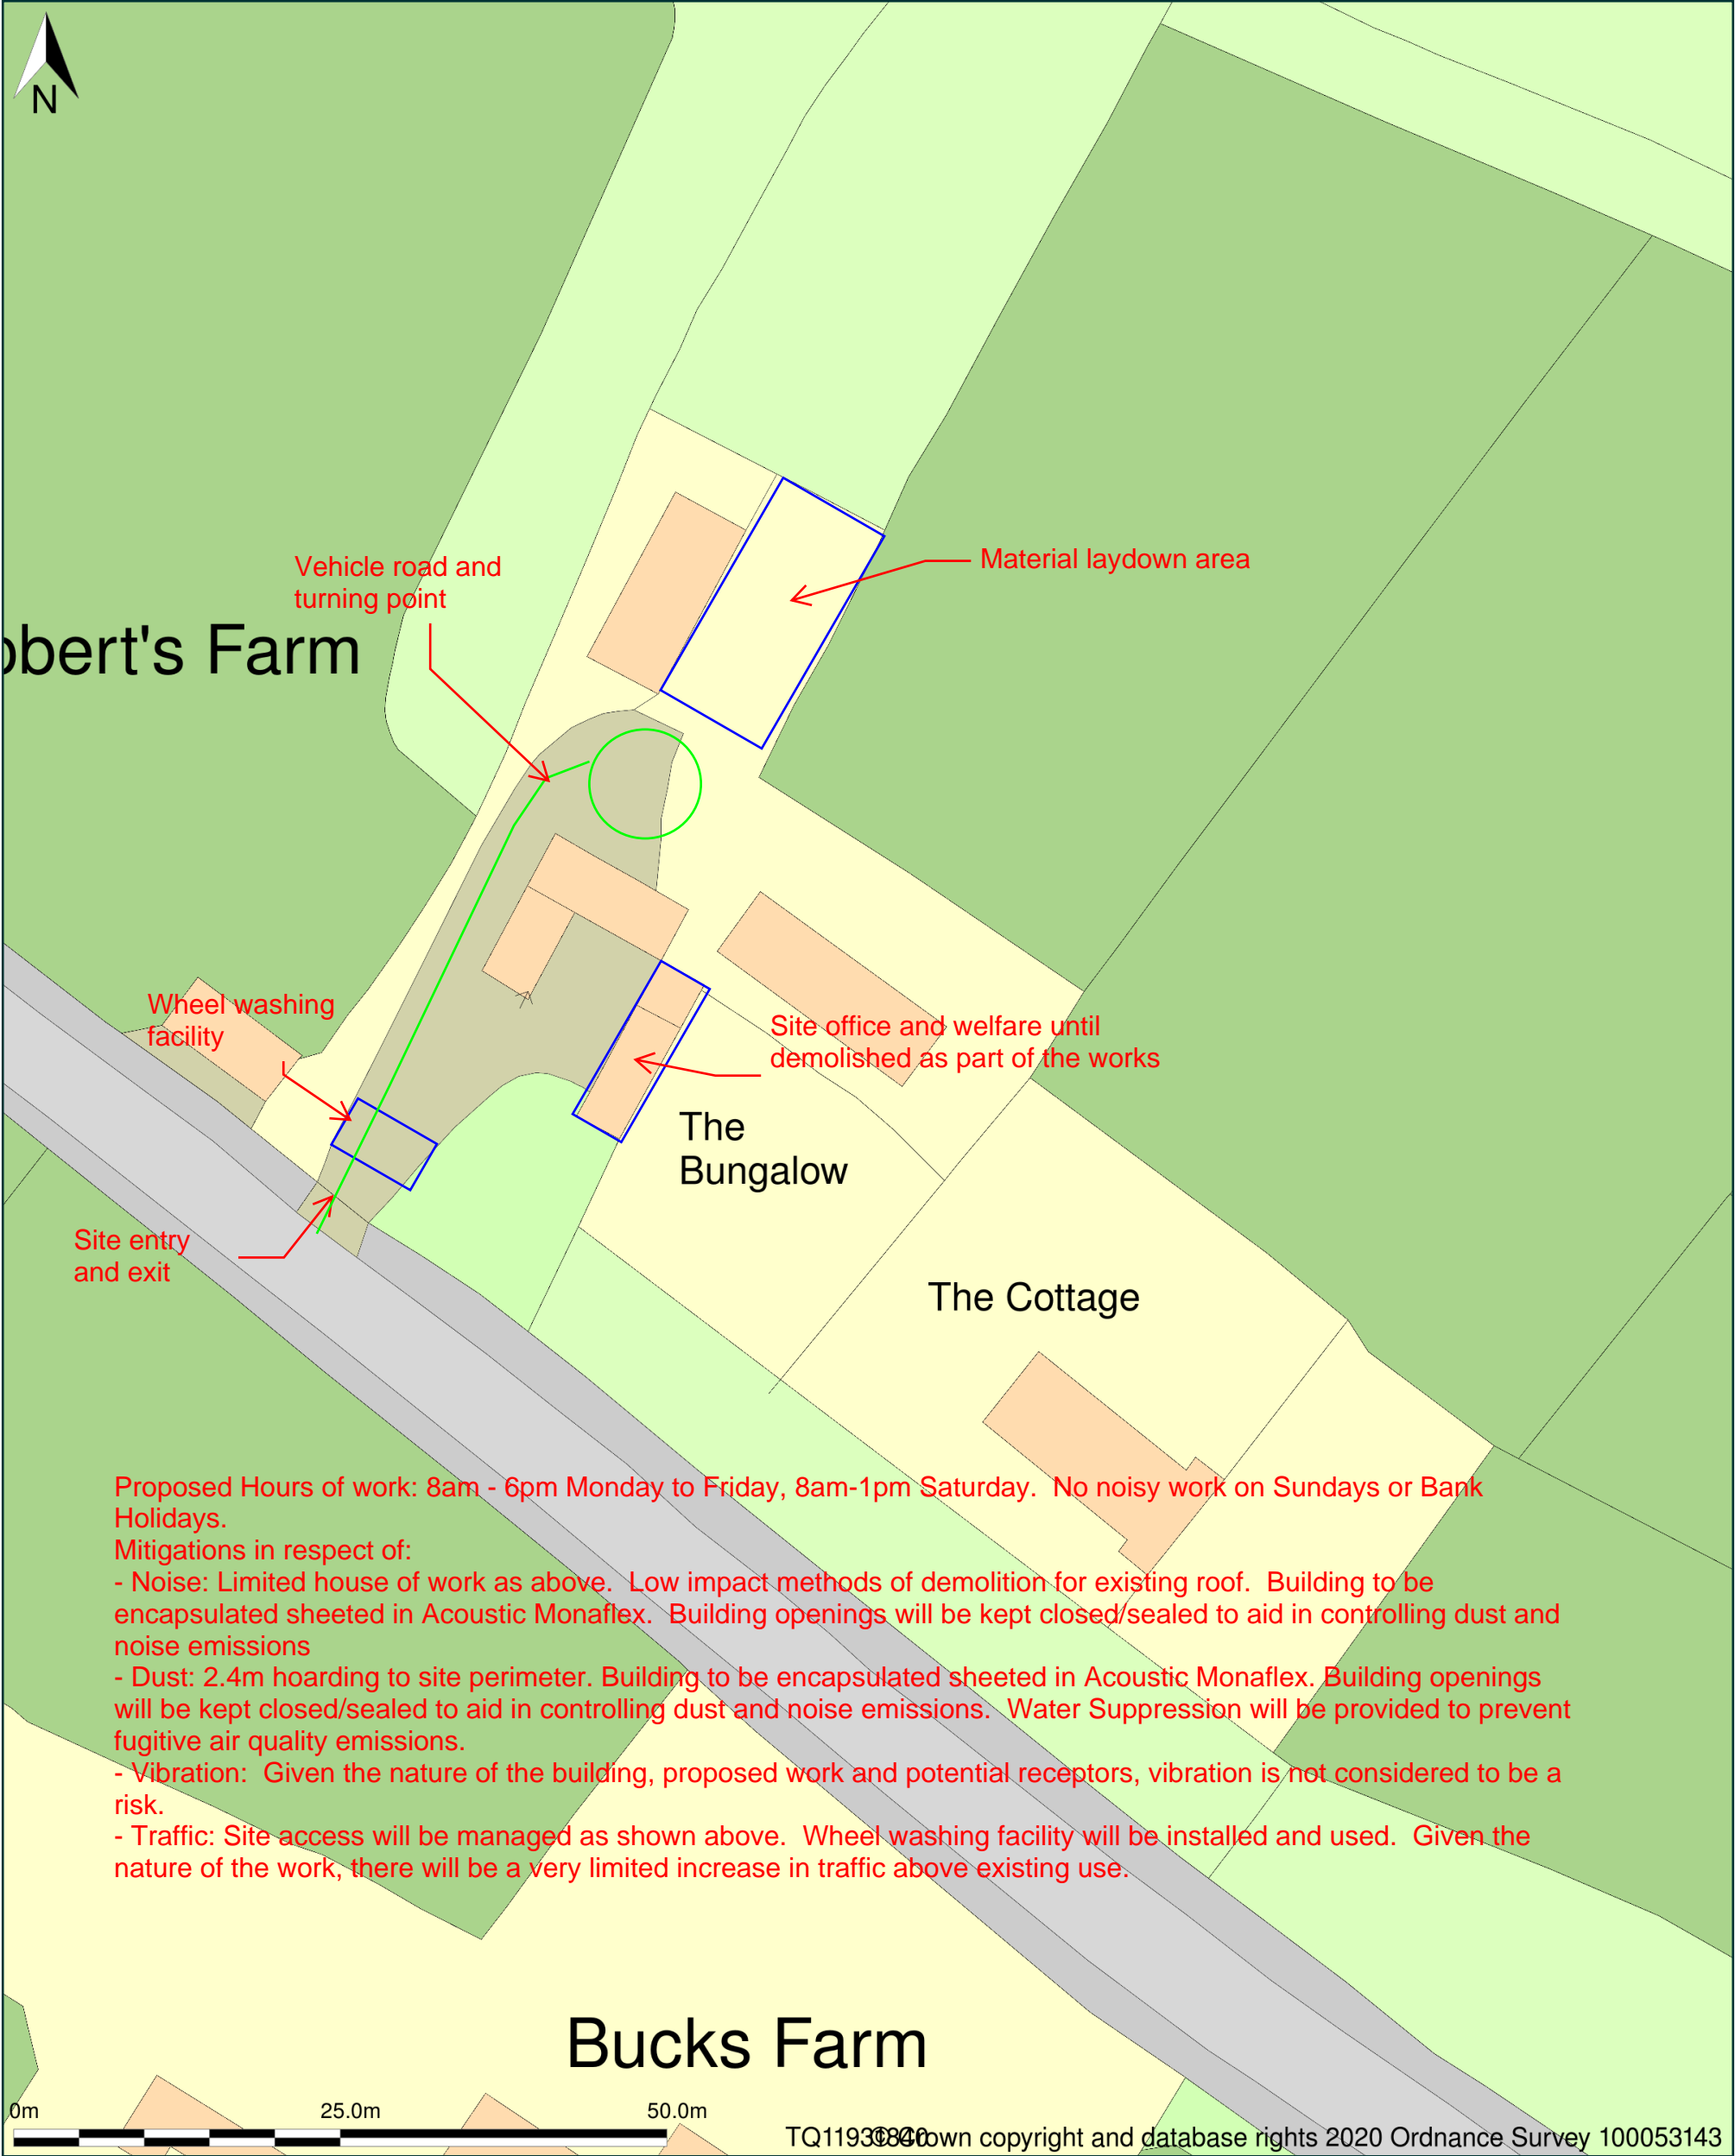 N
Vehicle road and
turning point
Material laydown area
obert's Farm
Wheel washing
facility
Site office and welfare until
demolished as part of the works
The
Bungalow
Site entry
and exit
The Cottage
Proposed Hours of work: 8am - 6pm Monday to Friday, 8am-1pm Saturday.  No noisy work on Sundays or Bank
Holidays.
Mitigations in respect of:
- Noise: Limited house of work as above.  Low impact methods of demolition for existing roof.  Building to be
encapsulated sheeted in Acoustic Monaflex.  Building openings will be kept closed/sealed to aid in controlling dust and
noise emissions
- Dust: 2.4m hoarding to site perimeter. Building to be encapsulated sheeted in Acoustic Monaflex. Building openings
will be kept closed/sealed to aid in controlling dust and noise emissions.  Water Suppression will be provided to prevent
fugitive air quality emissions.
- Vibration:  Given the nature of the building, proposed work and potential receptors, vibration is not considered to be a
risk.
- Traffic: Site access will be managed as shown above.  Wheel washing facility will be installed and used.  Given the
nature of the work, there will be a very limited increase in traffic above existing use.
Bucks Farm
0m 25.0m 50.0m
copyright and database rights 2020 Ordnance Survey 100053143